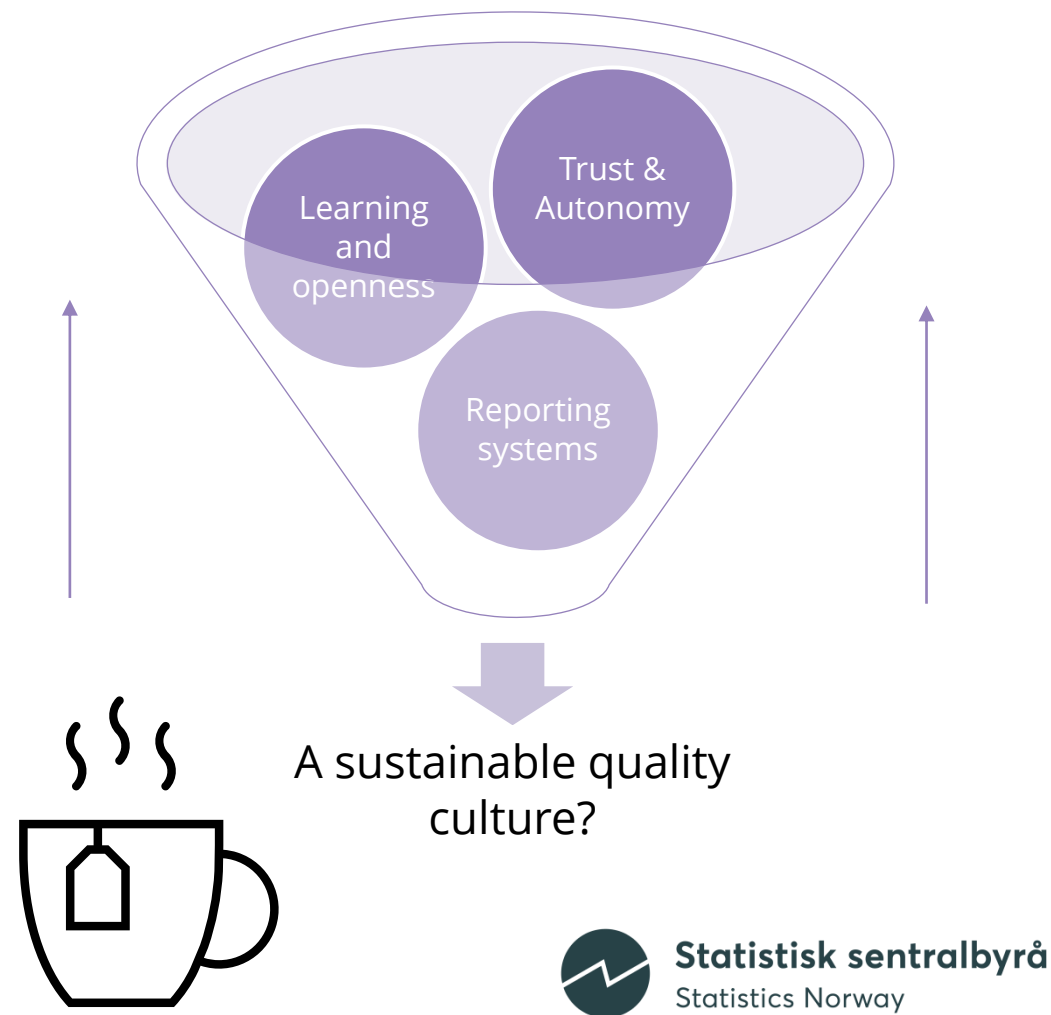 Trust &
Autonomy
Learning
and
openness
Reporting
systems
A sustainable quality
culture?
Statistisk sentralbyrå
Statistics Norway